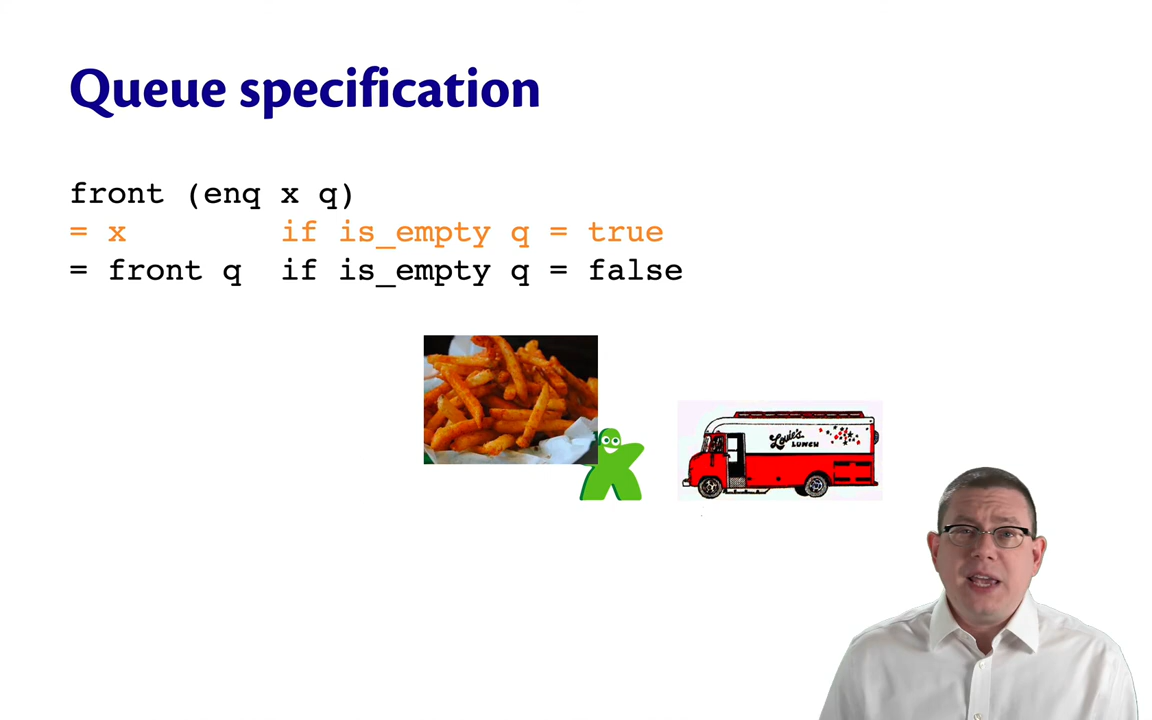 Queue specification
front (enq x q)
= x if is_empty q = true
= front q if is_empty q = false
Louie's
LUNCH